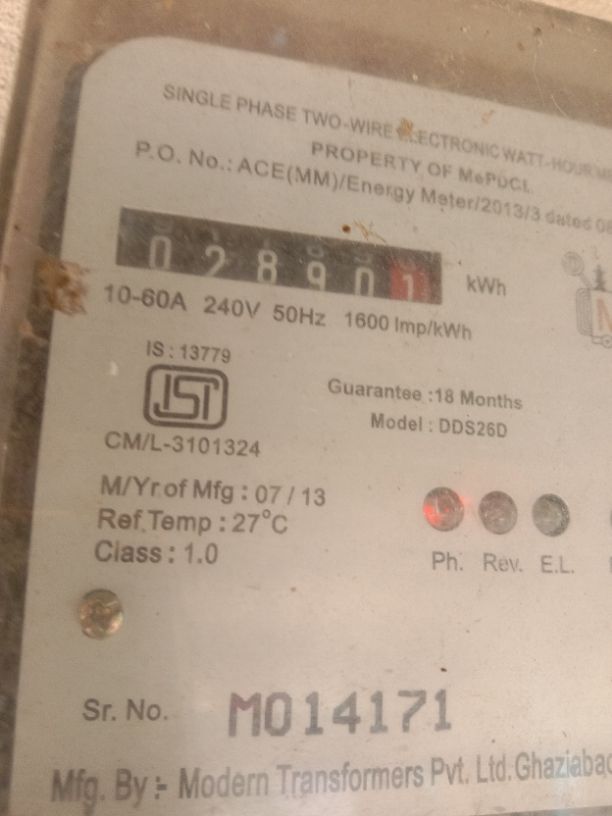 SINGLE PHASE TWO-WIRE ELECTRONIC WATT-HOUR
PROPERTY OF MePDCL
P.O. No.: ACE(MM)/Energy Meter/2013/3 dated
028901 kWh
10-60A 240V 50Hz 1600 Imp/kWh
IS : 13779
ISI
CM/L-3101324
Guarantee :18 Months
Model : DDS26D
M/Yr.of Mfg : 07 / 13
Ref.Temp : 27°C
Class : 1.0
Ph. Rev. E.L.
Sr. No. M014171
Mfg. By :- Modern Transformers Pvt. Ltd. Ghaziabad